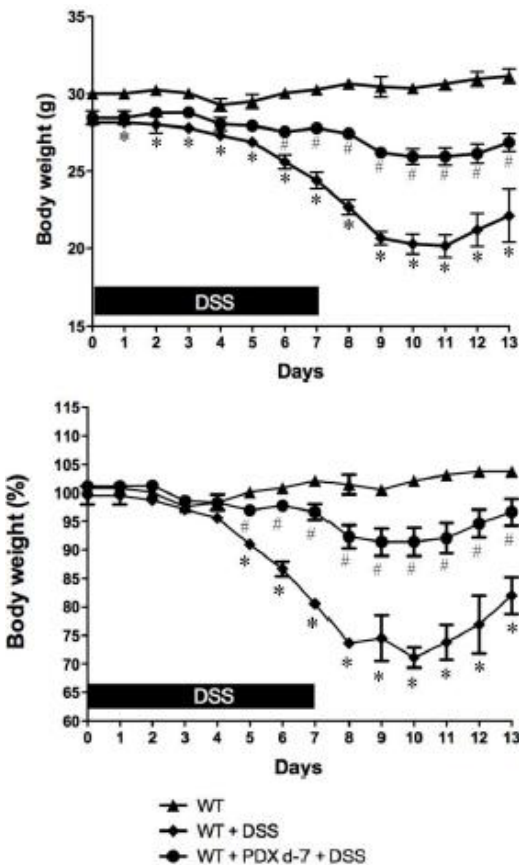 35
30
25
20
15
Body weight (g)
* * * * * * * * * * * * *
# # # # # # # #
DSS
0 1 2 3 4 5 6 7 8 9 10 11 12 13
Days
115
110
105
100
95
90
85
80
75
70
65
60
Body weight (%)
# # # # # # # # #
* * * * * * * * *
DSS
0 1 2 3 4 5 6 7 8 9 10 11 12 13
Days
WT
WT + DSS
WT + PDX d-7 + DSS